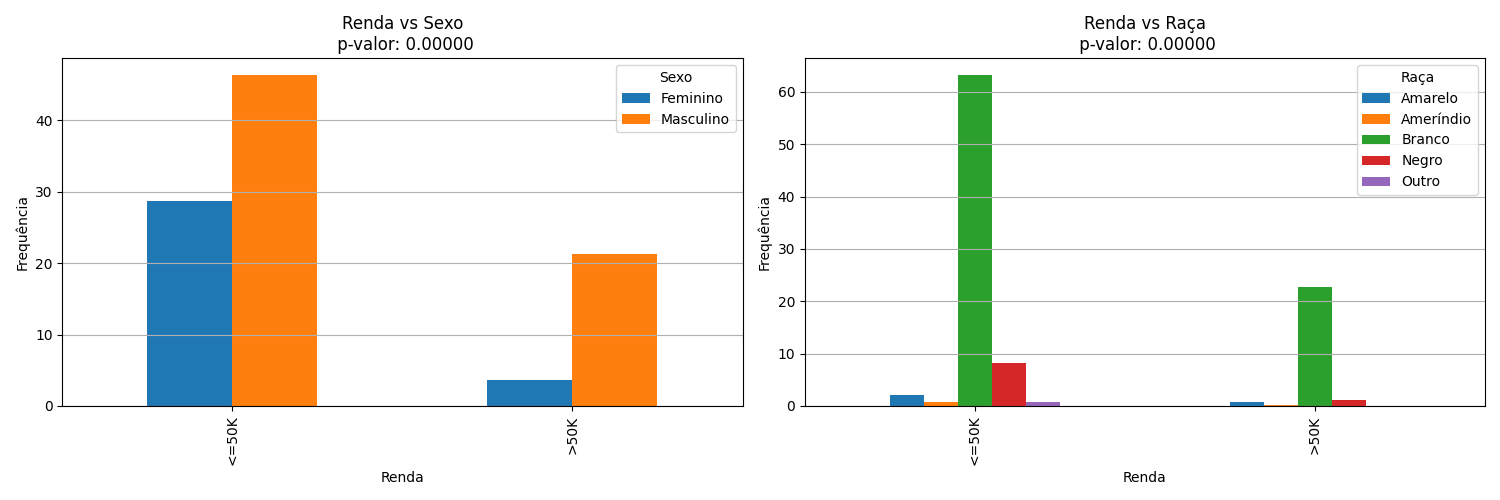 Renda vs Sexo
p-valor: 0.00000
Sexo
Feminino
Masculino
Frequência
40
30
20
10
0
<=50K
>50K
Renda
Renda vs Raça
p-valor: 0.00000
Raça
Amarelo
Ameríndio
Branco
Negro
Outro
Frequência
60
50
40
30
20
10
0
<=50K
>50K
Renda